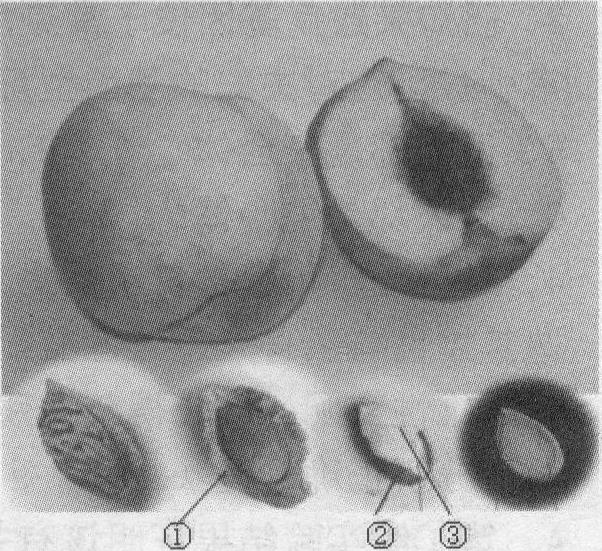 ① ② ③